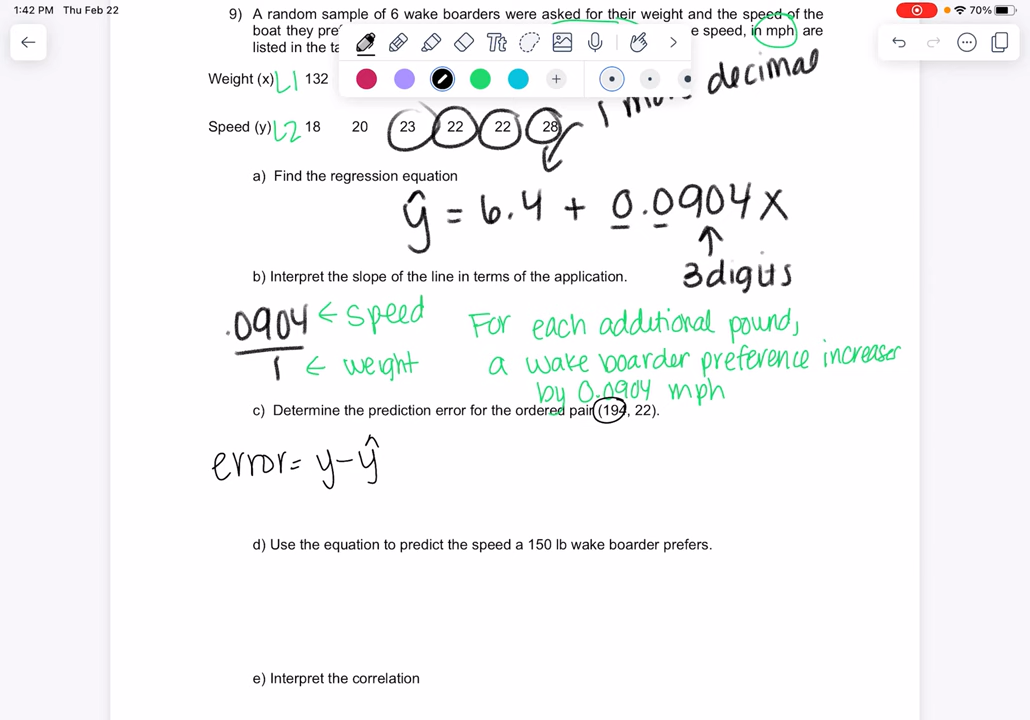 1:42 PM Thu Feb 22
70%
9) A random sample of 6 wake boarders were asked for their weight and the speed of the
boat they pre e speed, in mph are
listed in the ta
Tt
Weight (x) L1 132
1 more decimal
Speed (y) L2 18 20 23 22 22 28
a) Find the regression equation
ŷ = 6.4 + 0.0904x
3 digits
b) Interpret the slope of the line in terms of the application.
.0904 ← speed
1 ← weight
For each additional pound,
a wake boarder preference increases
by 0.0904 mph
c) Determine the prediction error for the ordered pair (194, 22).
error = y - ŷ
d) Use the equation to predict the speed a 150 lb wake boarder prefers.
e) Interpret the correlation